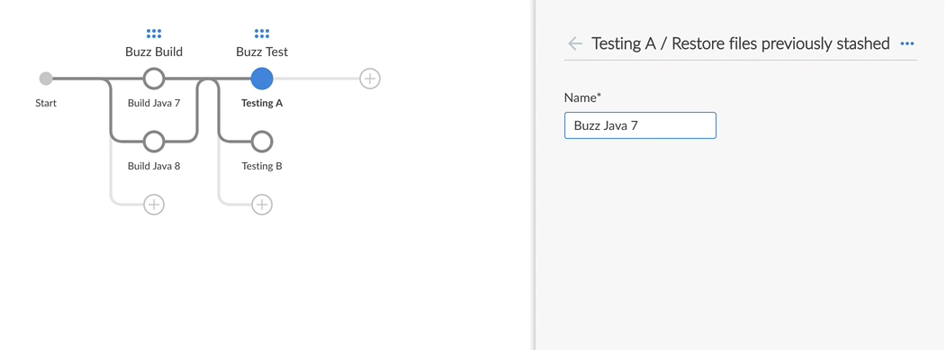 Buzz Build
Buzz Test
Start
Build Java 7
Testing A
Build Java 8
Testing B
Testing A / Restore files previously stashed
Name*
Buzz Java 7